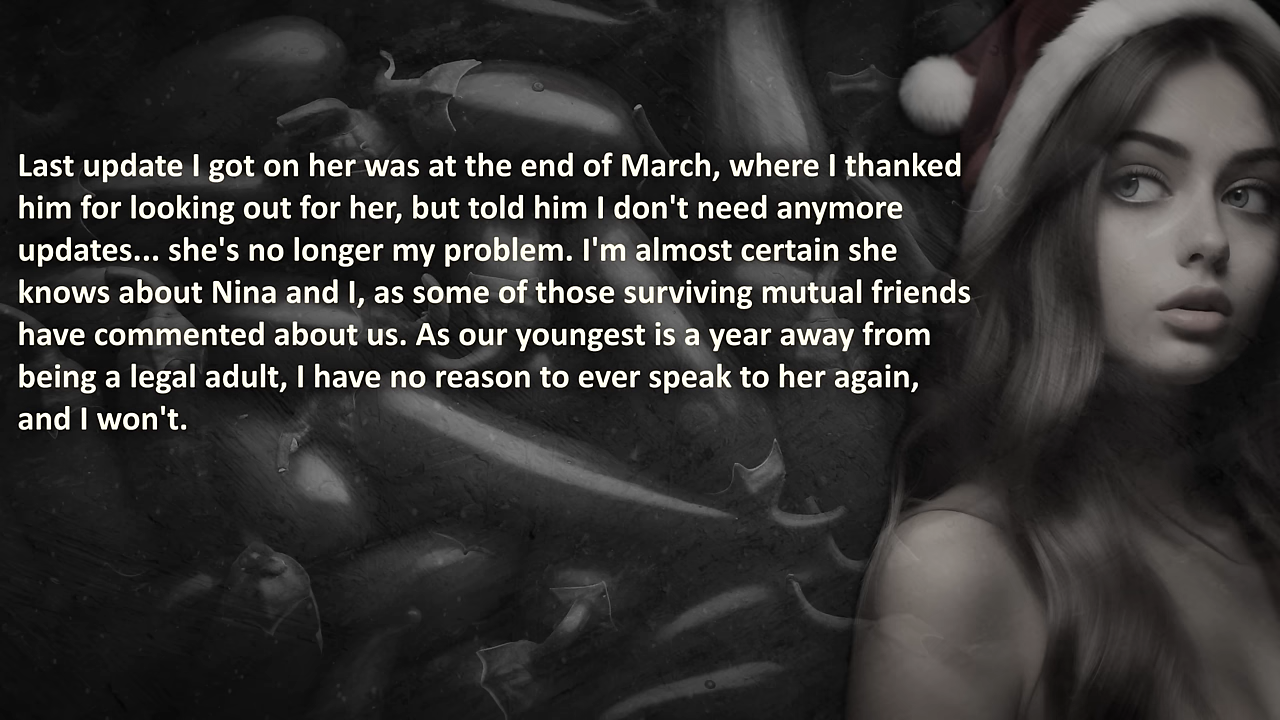 Last update I got on her was at the end of March, where I thanked
him for looking out for her, but told him I don't need anymore
updates... she's no longer my problem. I'm almost certain she
knows about Nina and I, as some of those surviving mutual friends
have commented about us. As our youngest is a year away from
being a legal adult, I have no reason to ever speak to her again,
and I won't.